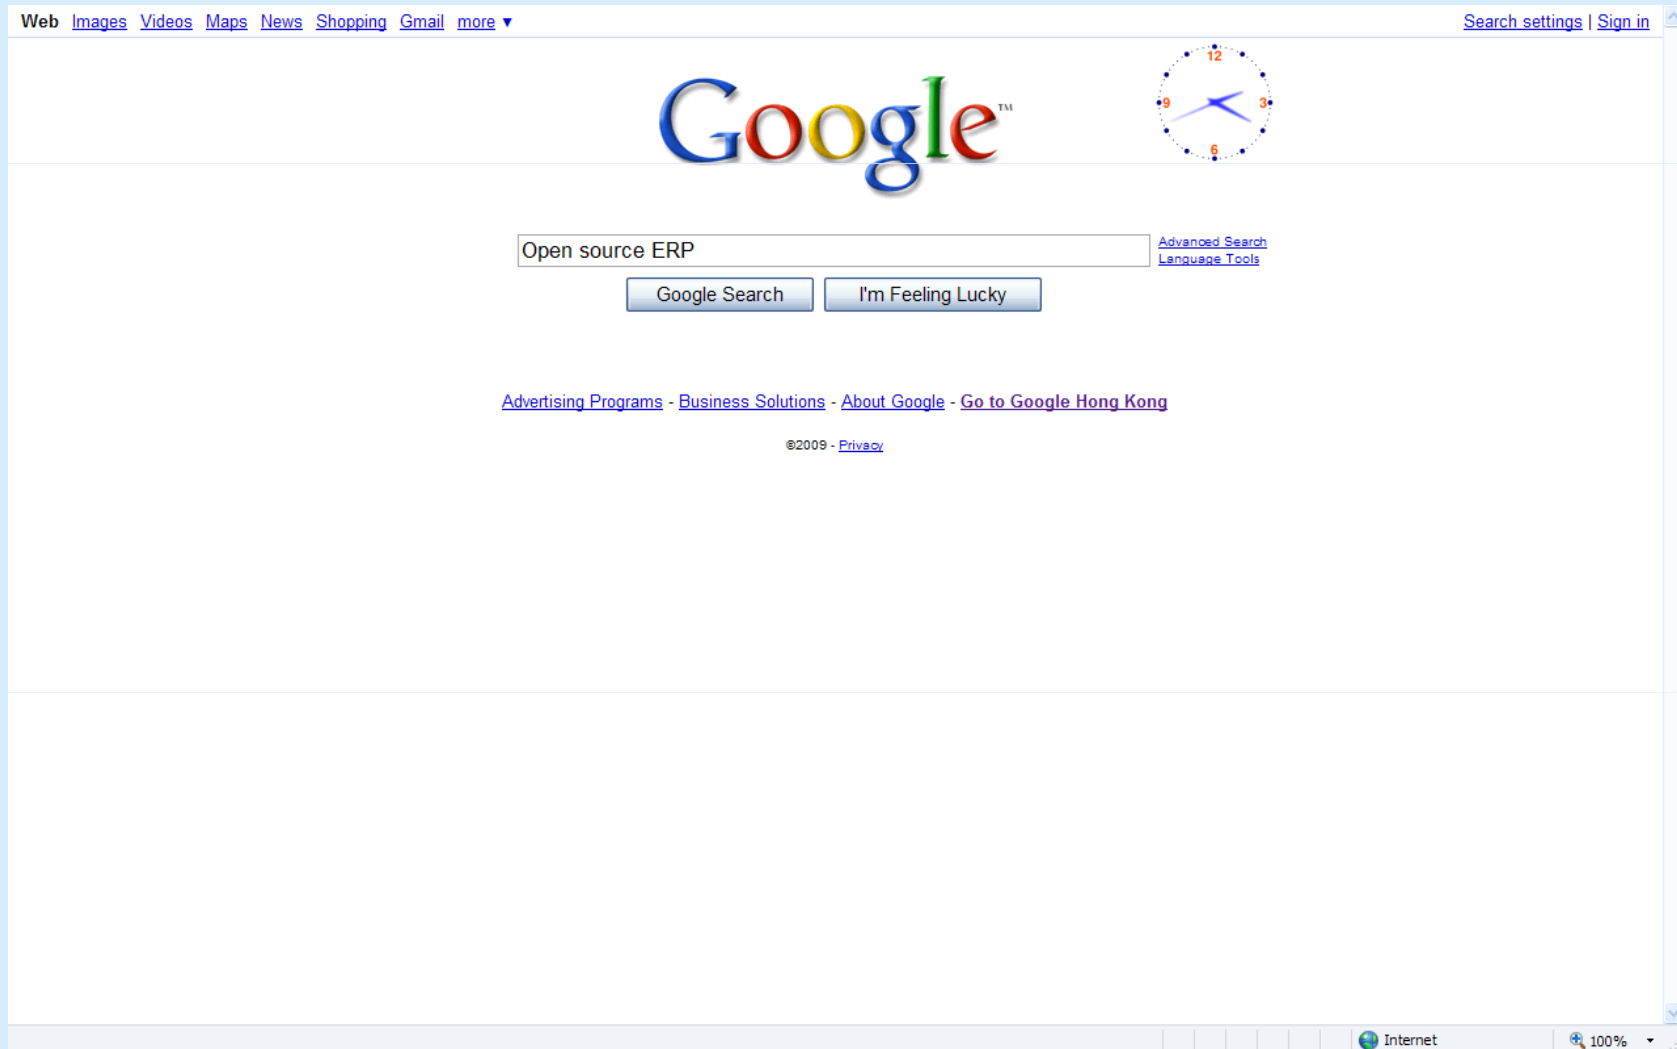 Web Images Videos Maps News Shopping Gmail more ▼ Search settings | Sign in
Google™
12
9 3
6
Open source ERP
Advanced Search
Language Tools
Google Search I'm Feeling Lucky
Advertising Programs - Business Solutions - About Google - Go to Google Hong Kong
©2009 - Privacy
Internet 100%